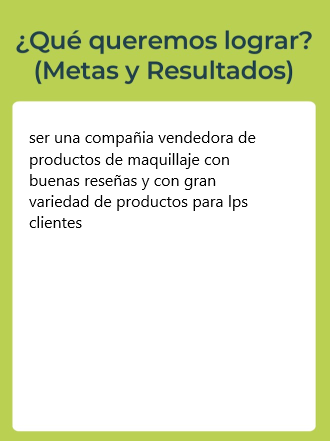 ¿Qué queremos lograr?
(Metas y Resultados)
ser una compañia vendedora de
productos de maquillaje con
buenas reseñas y con gran
variedad de productos para lps
clientes